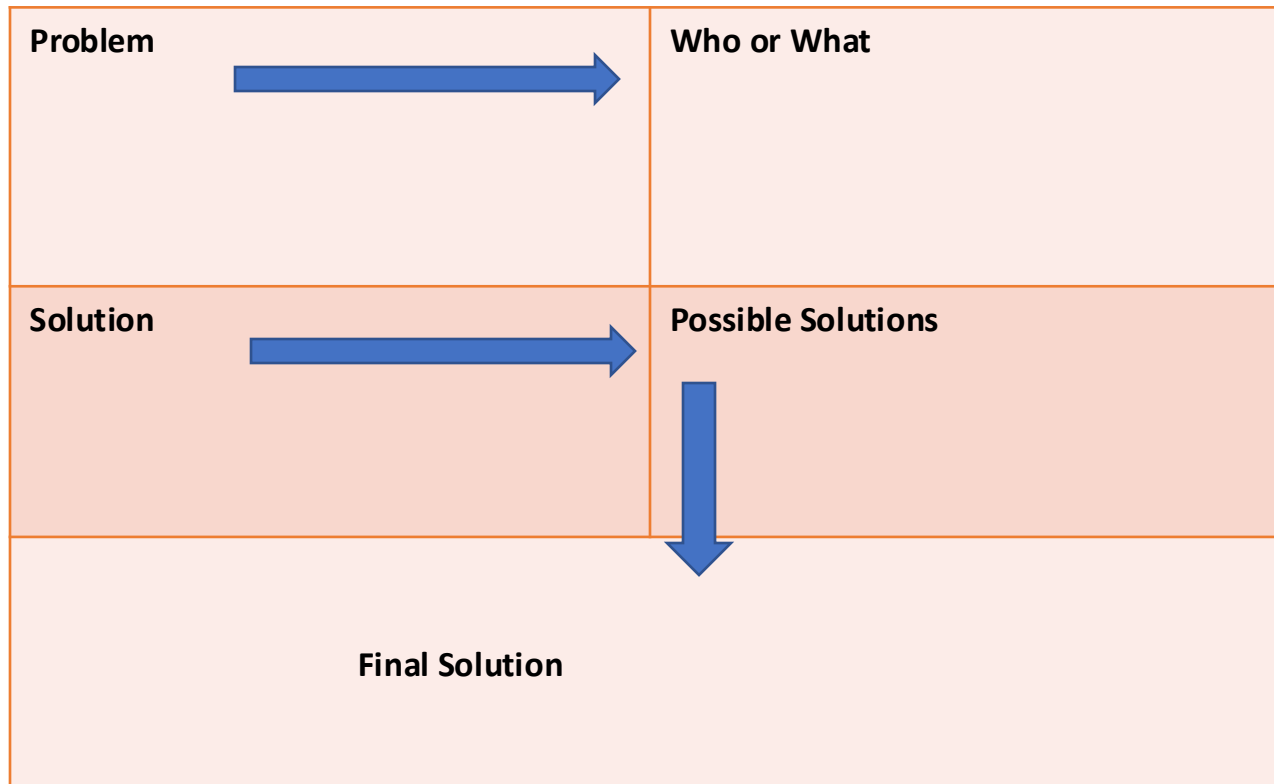 Problem
Who or What
Solution
Possible Solutions
Final Solution